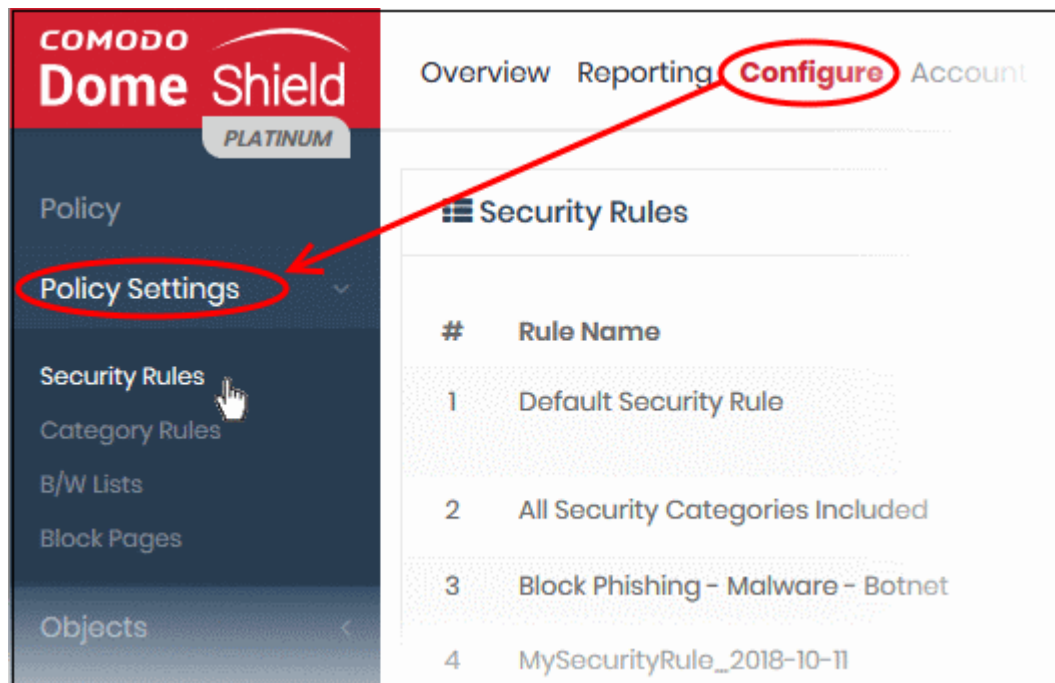 COMODO
Dome Shield
PLATINUM
Overview Reporting Configure Account
Policy
Policy Settings
Security Rules
Category Rules
B/W Lists
Block Pages
Objects
Security Rules
# Rule Name
1 Default Security Rule
2 All Security Categories Included
3 Block Phishing - Malware - Botnet
4 MySecurityRule_2018-10-11